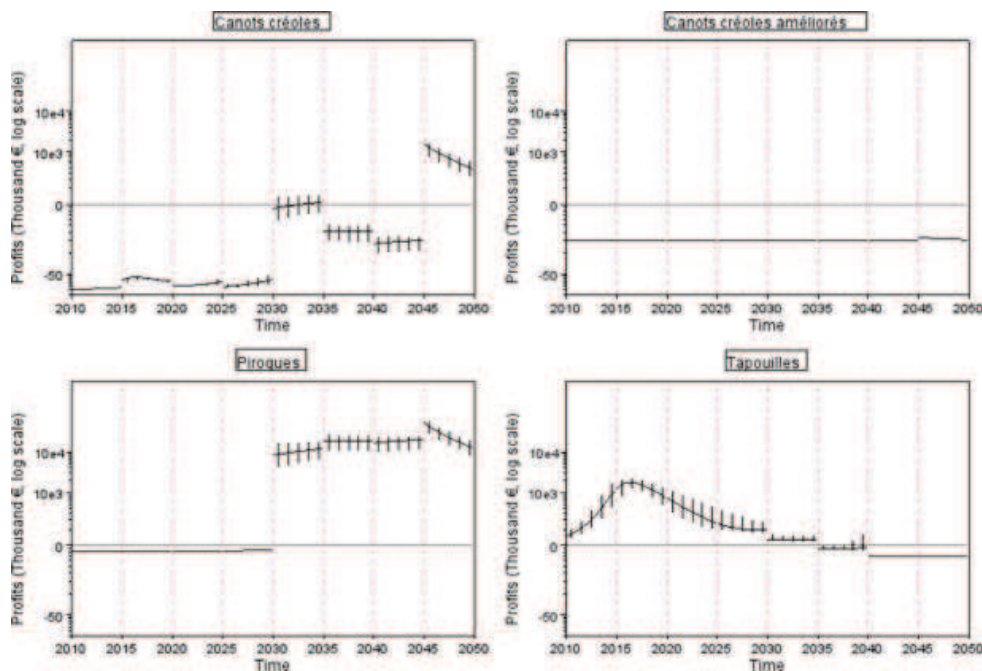 Canots créoles
Canots créoles améliorés
Profits (Thousand €, log scale)
10e4
10e3
0
-50
2010 2015 2020 2025 2030 2035 2040 2045 2050
Time
Profits (Thousand €, log scale)
10e4
10e3
0
-50
2010 2015 2020 2025 2030 2035 2040 2045 2050
Time
Pirogues
Tapouilles
Profits (Thousand €, log scale)
10e4
10e3
0
-50
2010 2015 2020 2025 2030 2035 2040 2045 2050
Time
Profits (Thousand €, log scale)
10e4
10e3
0
-50
2010 2015 2020 2025 2030 2035 2040 2045 2050
Time